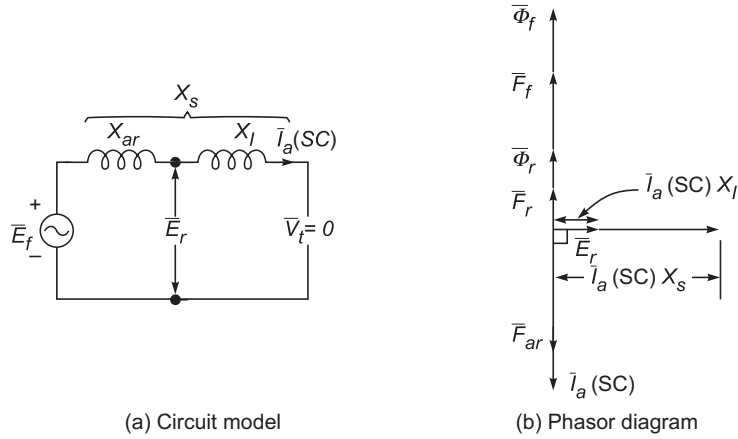 X_s
X_ar X_l Ī_a(SC)
+
Ē_f
–
Ē_r
V̄_t = 0
(a) Circuit model
Φ̄_f
F̄_f
Φ̄_r
F̄_r
Ī_a (SC) X_l
Ē_r
Ī_a (SC) X_s
F̄_ar
Ī_a (SC)
(b) Phasor diagram